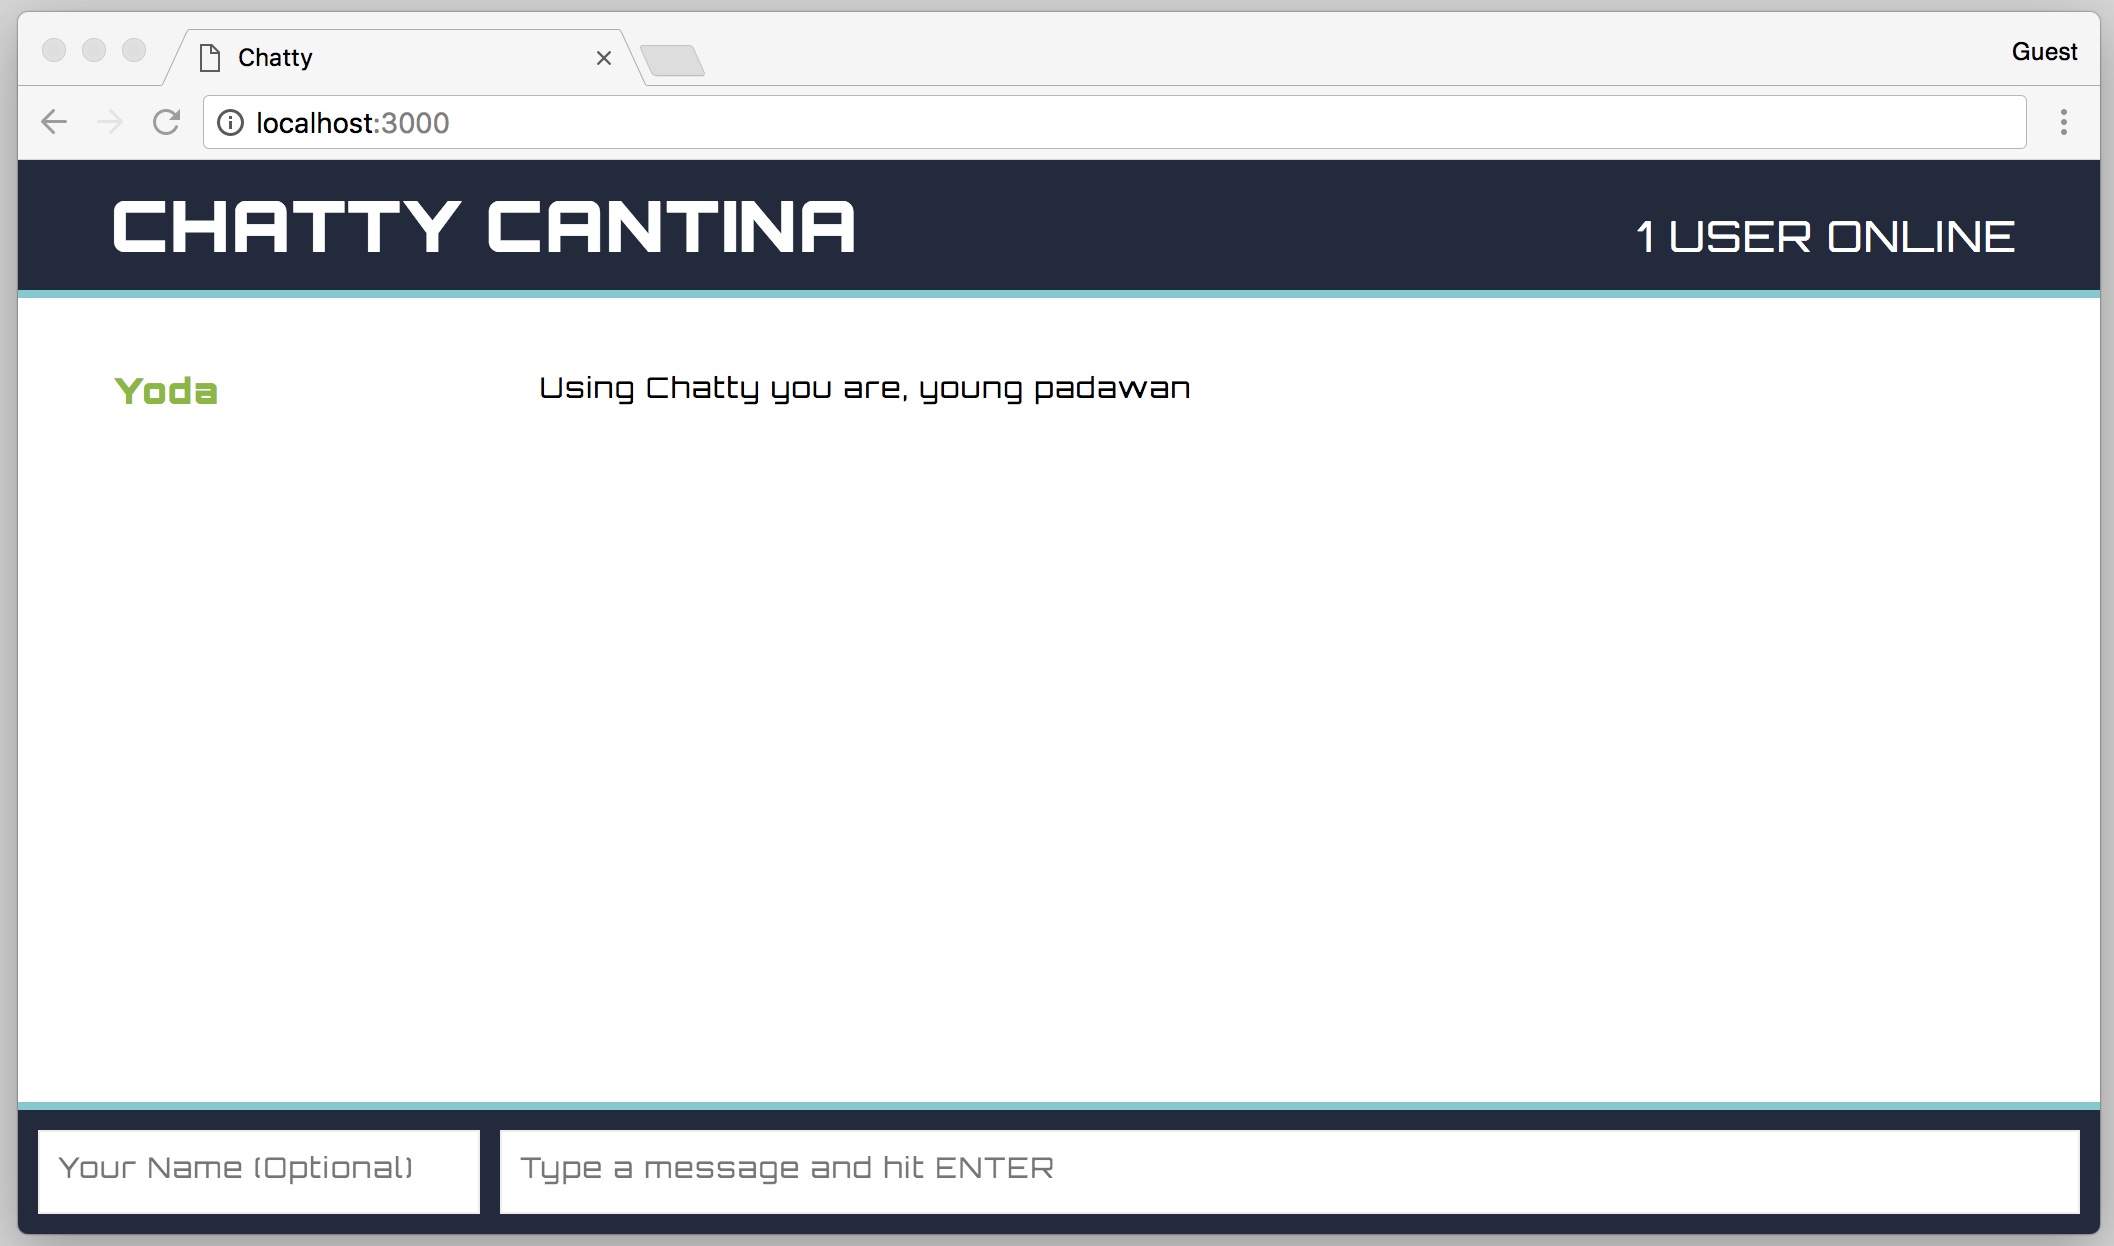 Chatty
Guest
localhost:3000
CHATTY CANTINA
1 USER ONLINE
Yoda
Using Chatty you are, young padawan
Your Name (Optional)
Type a message and hit ENTER